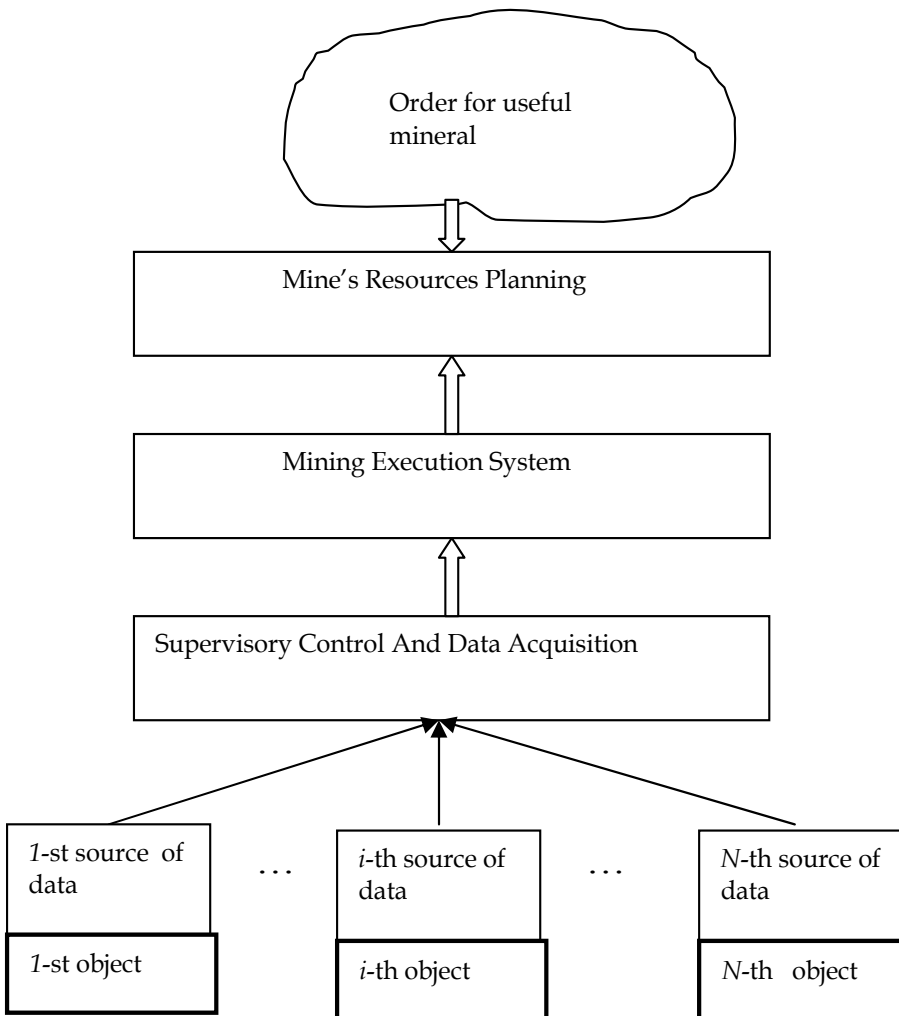 Order for useful
mineral
Mine's Resources Planning
Mining Execution System
Supervisory Control And Data Acquisition
1-st source of
data
...
i-th source of
data
...
N-th source of
data
1-st object
i-th object
N-th object